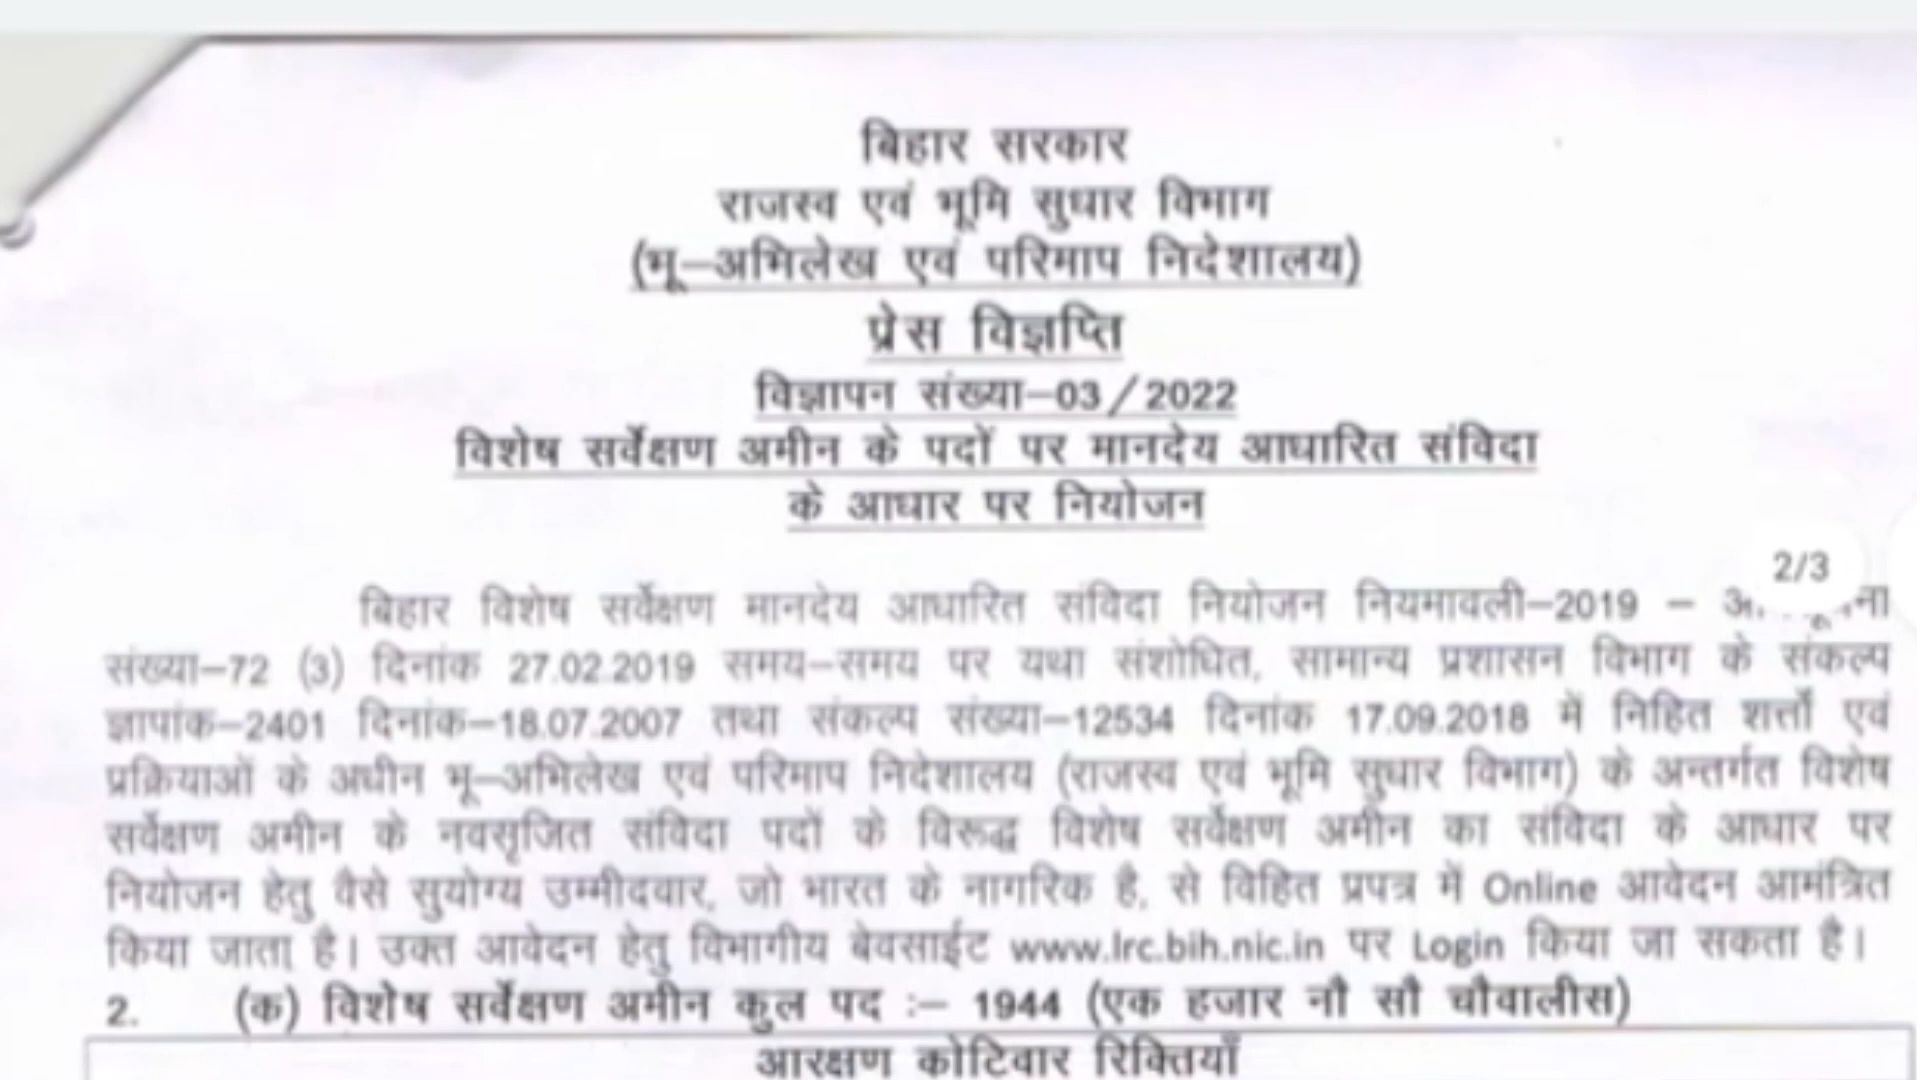 बिहार सरकार
राजस्व एवं भूमि सुधार विभाग
(भू–अभिलेख एवं परिमाप निदेशालय)
प्रेस विज्ञप्ति
विज्ञापन संख्या–03/2022
विशेष सर्वेक्षण अमीन के पदों पर मानदेय आधारित संविदा
के आधार पर नियोजन
2/3
बिहार विशेष सर्वेक्षण मानदेय आधारित संविदा नियोजन नियमावली–2019 –
संख्या–72 (3) दिनांक 27.02.2019 समय–समय पर यथा संशोधित, सामान्य प्रशासन विभाग के संकल्प
ज्ञापांक–2401 दिनांक–18.07.2007 तथा संकल्प संख्या–12534 दिनांक 17.09.2018 में निहित शर्त्तो एवं
प्रक्रियाओं के अधीन भू–अभिलेख एवं परिमाप निदेशालय (राजस्व एवं भूमि सुधार विभाग) के अन्तर्गत विशेष
सर्वेक्षण अमीन के नवसृजित संविदा पदों के विरूद्ध विशेष सर्वेक्षण अमीन का संविदा के आधार पर
नियोजन हेतु वैसे सुयोग्य उम्मीदवार, जो भारत के नागरिक है, से विहित प्रपत्र में Online आवेदन आमंत्रित
किया जाता है। उक्त आवेदन हेतु विभागीय बेवसाईट www.lrc.bih.nic.in पर Login किया जा सकता है।
2. (क) विशेष सर्वेक्षण अमीन कुल पद :– 1944 (एक हजार नौ सौ चौवालीस)
आरक्षण कोटिवार रिक्तियाँ